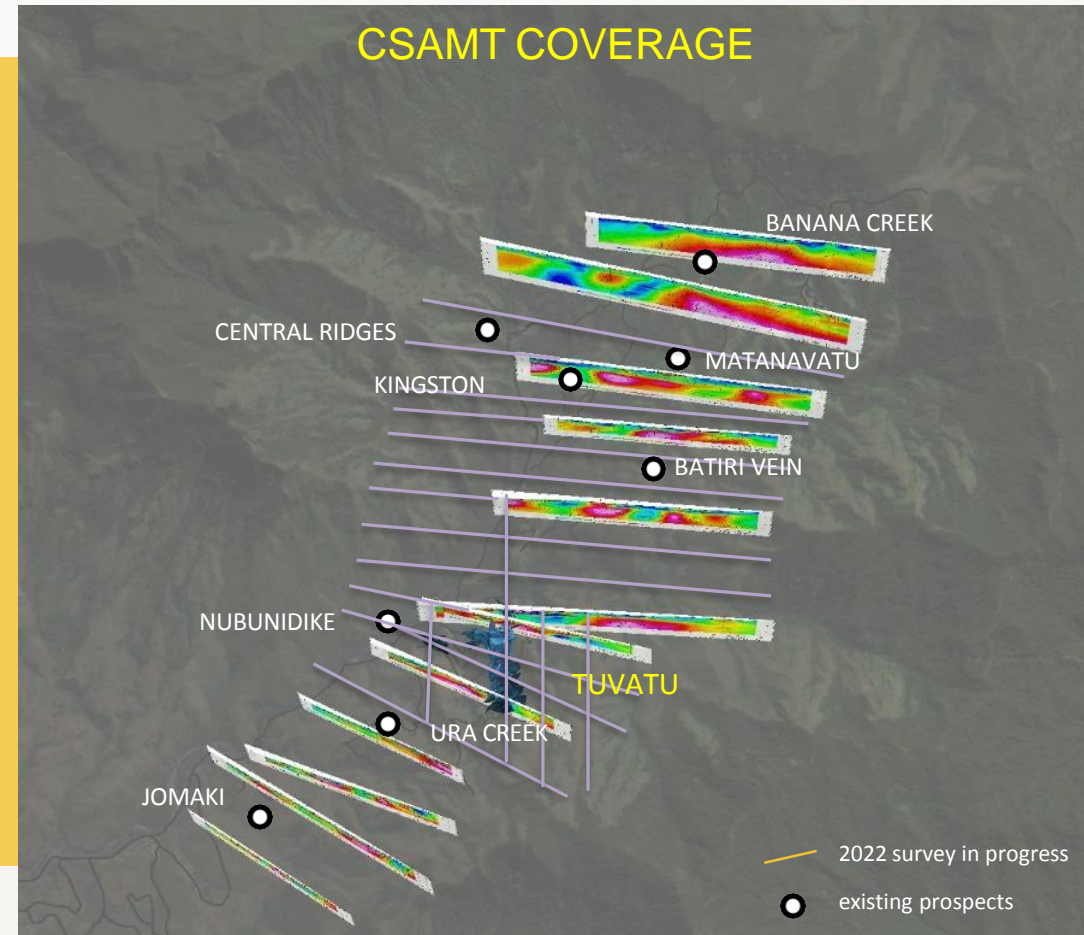 CSAMT COVERAGE
BANANA CREEK
CENTRAL RIDGES
MATANAVATU
KINGSTON
BATIRI VEIN
NUBUNIDIKE
TUVATU
URA CREEK
JOMAKI
2022 survey in progress
existing prospects